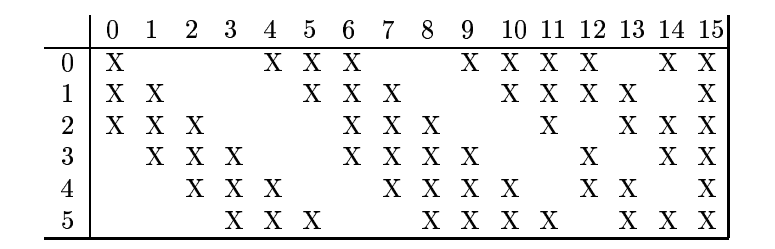 0 1 2 3 4 5 6 7 8 9 10 11 12 13 14 15
0 X X X X X X X X X X
1 X X X X X X X X X X
2 X X X X X X X X X X
3 X X X X X X X X X X
4 X X X X X X X X X X
5 X X X X X X X X X X